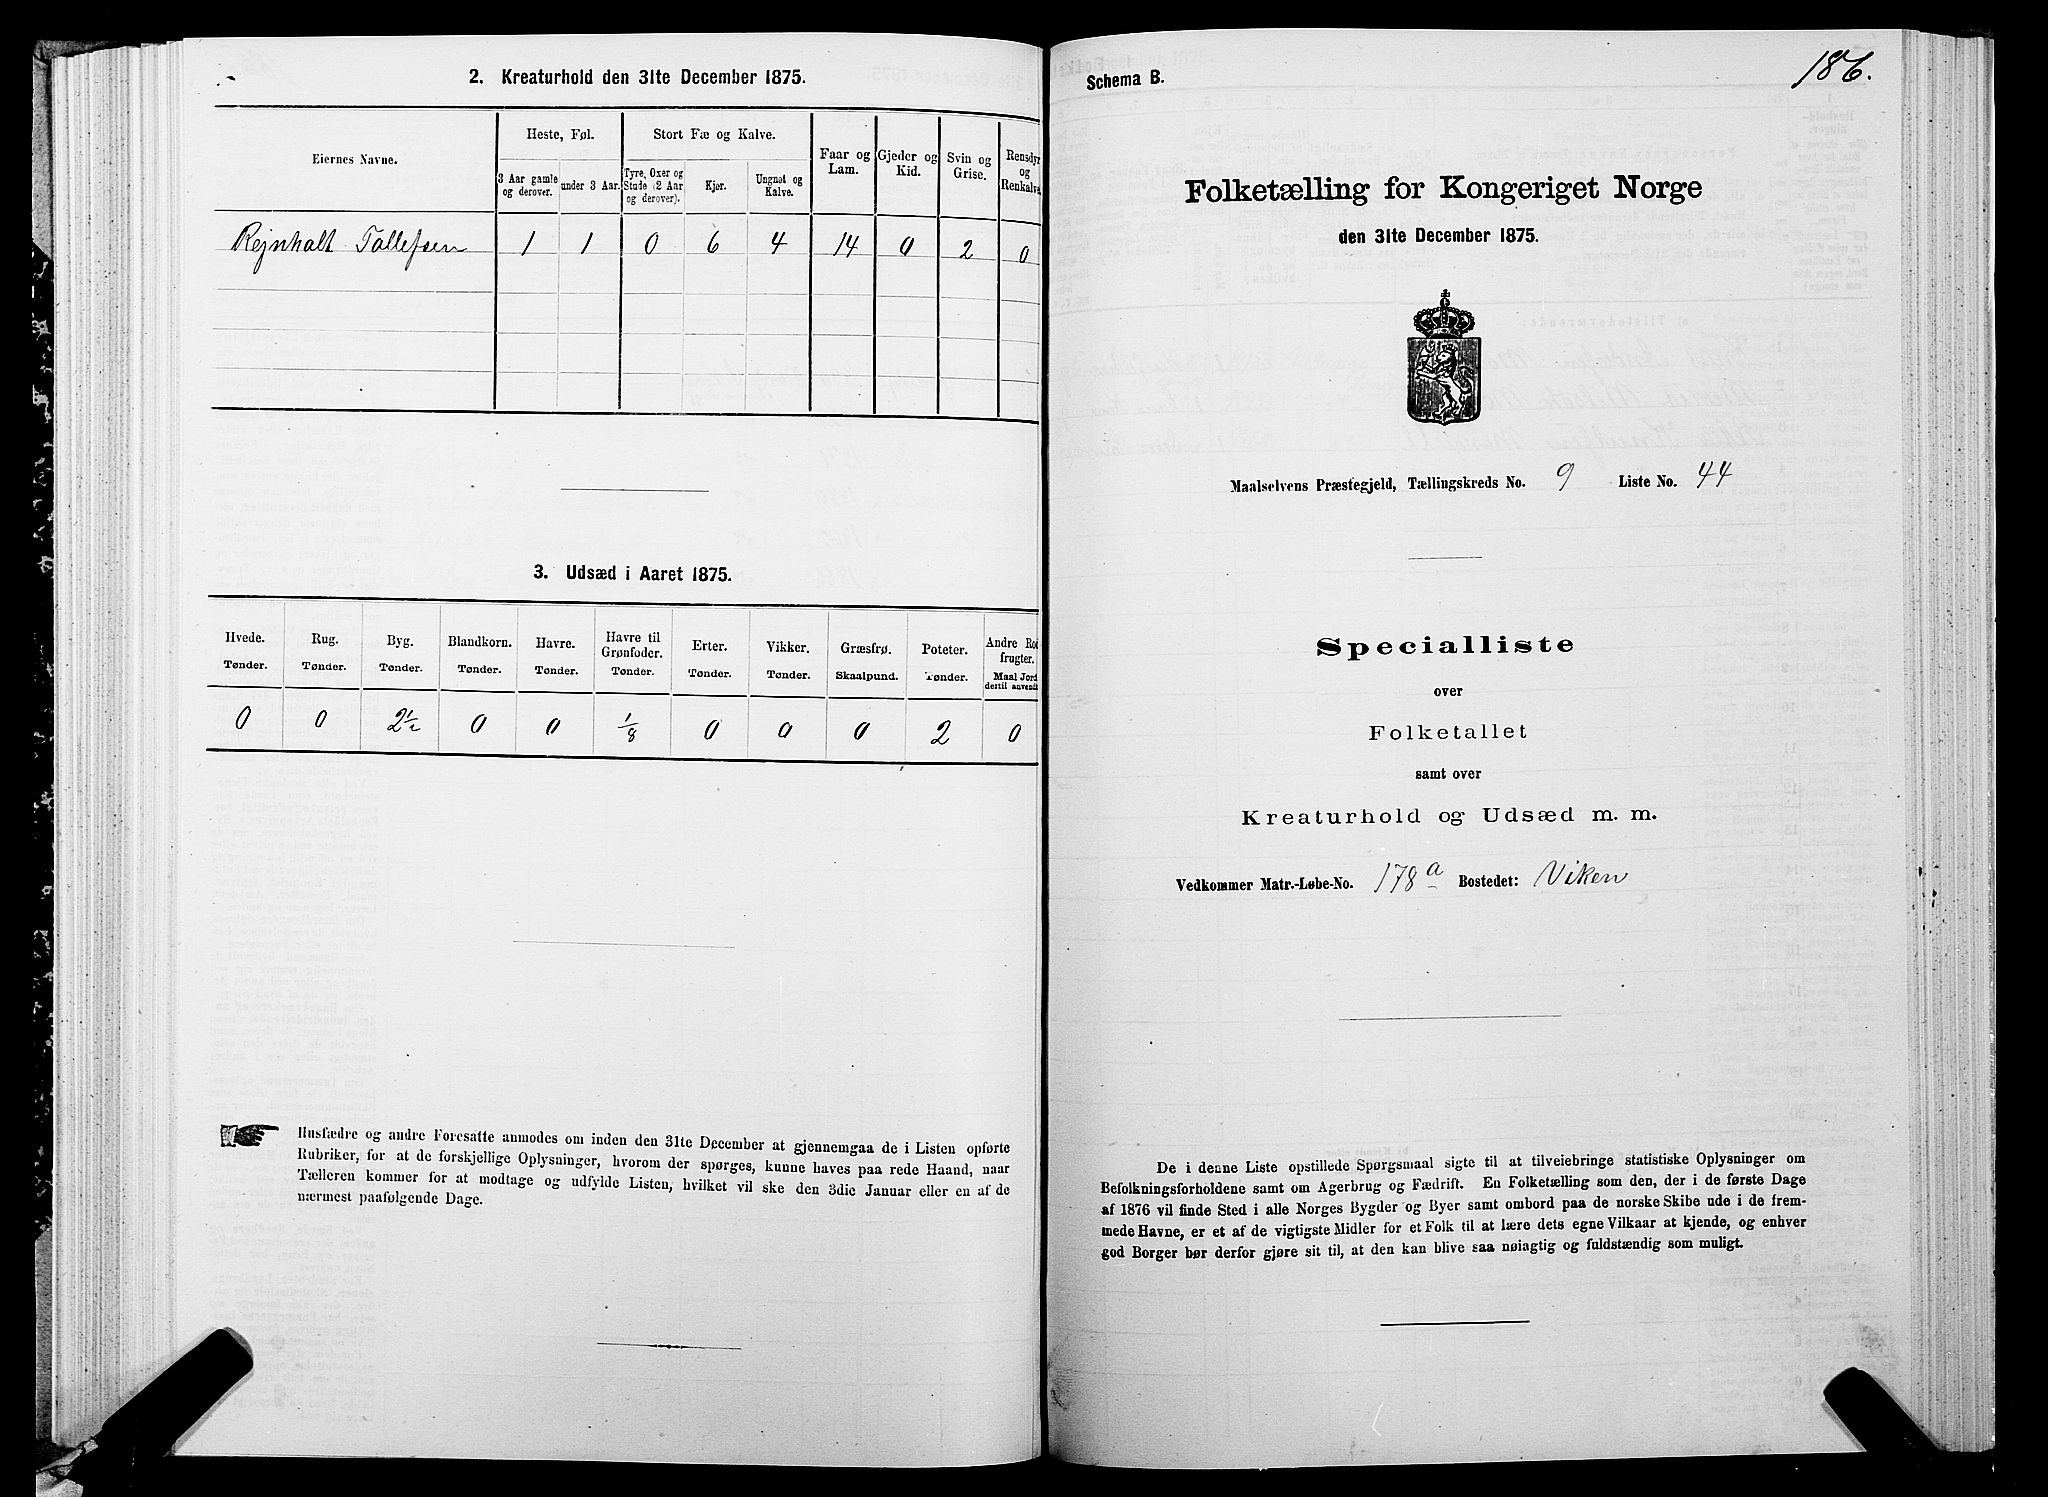 2. Kreaturhold den 31te December 1875.
Eiernes Navne.
Heste, Føl.
Stort Fæ og Kalve.
Faar og Lam.
Gjeder og Kid.
Svin og Grise.
Rensdyr og Renkalve
3 Aar gamle og derover.
under 3 Aar.
Tyre, Oxer og Stude (2 Aar og derover).
Kjør.
Ungnøt og Kalve.
Rejnholt Tollefsen 1 1 0 6 4 14 0 2 0
3. Udsæd i Aaret 1875.
Hvede. Rug. Byg. Blandkorn. Havre. Havre til Grønfoder. Erter. Vikker. Græsfrø. Poteter. Andre Rodfrugter.
Tønder. Tønder. Tønder. Tønder. Tønder. Tønder. Tønder. Tønder. Skaalpund. Tønder. Maal Jord dertil anvendt
0 0 2½ 0 0 1/8 0 0 0 2 0
Husfædre og andre Foresatte anmodes om inden den 31te December at gjennemgaa de i Listen opførte
Rubriker, for at de forskjellige Oplysninger, hvorom der spørges, kunne haves paa rede Haand, naar
Tælleren kommer for at modtage og udfylde Listen, hvilket vil ske den 3die Januar eller en af de
nærmest paafølgende Dage.
186.
Schema B.
Folketælling for Kongeriget Norge
den 31te December 1875.
Maalselvens Præstegjeld, Tællingskreds No. 9 Liste No. 44
Specialliste
over
Folketallet
samt over
Kreaturhold og Udsæd m. m.
Vedkommer Matr.-Løbe-No. 178a Bostedet: Viken
De i denne Liste opstillede Spørgsmaal sigte til at tilveiebringe statistiske Oplysninger om
Befolkningsforholdene samt om Agerbrug og Fædrift. En Folketælling som den, der i de første Dage
af 1876 vil finde Sted i alle Norges Bygder og Byer samt ombord paa de norske Skibe ude i de frem-
mede Havne, er et af de vigtigste Midler for et Folk til at lære dets egne Vilkaar at kjende, og enhver
god Borger bør derfor gjøre sit til, at den kan blive saa nøiagtig og fuldstændig som muligt.